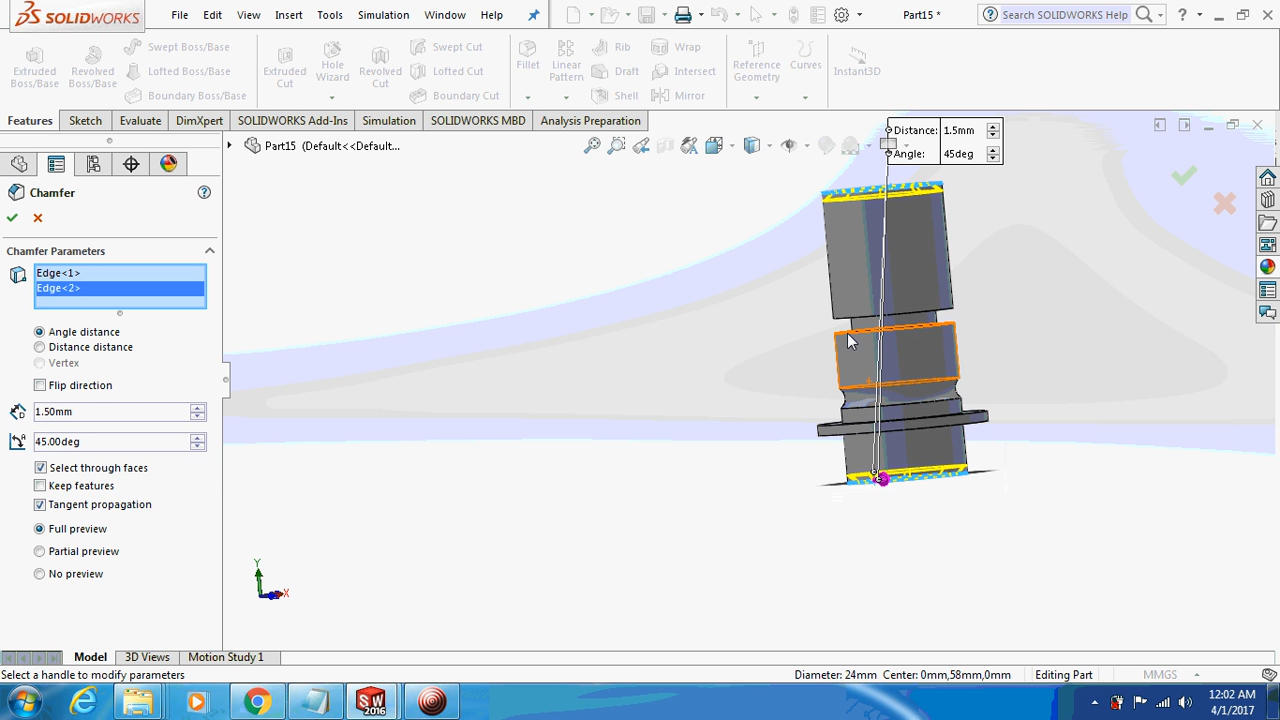 SOLIDWORKS
File Edit View Insert Tools Simulation Window Help
Part15 *
Search SOLIDWORKS Help
Extruded Boss/Base
Revolved Boss/Base
Swept Boss/Base
Lofted Boss/Base
Boundary Boss/Base
Extruded Cut
Hole Wizard
Revolved Cut
Swept Cut
Lofted Cut
Boundary Cut
Fillet
Linear Pattern
Rib
Draft
Shell
Wrap
Intersect
Mirror
Reference Geometry
Curves
Instant3D
Features Sketch Evaluate DimXpert SOLIDWORKS Add-Ins Simulation SOLIDWORKS MBD Analysis Preparation
Part15 (Default<<Default...
Distance: 1.5mm
Angle: 45deg
Chamfer
Chamfer Parameters
Edge<1>
Edge<2>
Angle distance
Distance distance
Vertex
Flip direction
1.50mm
45.00deg
Select through faces
Keep features
Tangent propagation
Full preview
Partial preview
No preview
Y
X
Model 3D Views Motion Study 1
Select a handle to modify parameters
Diameter: 24mm Center: 0mm,58mm,0mm
Editing Part
MMGS
SW
2016
12:02 AM
4/1/2017